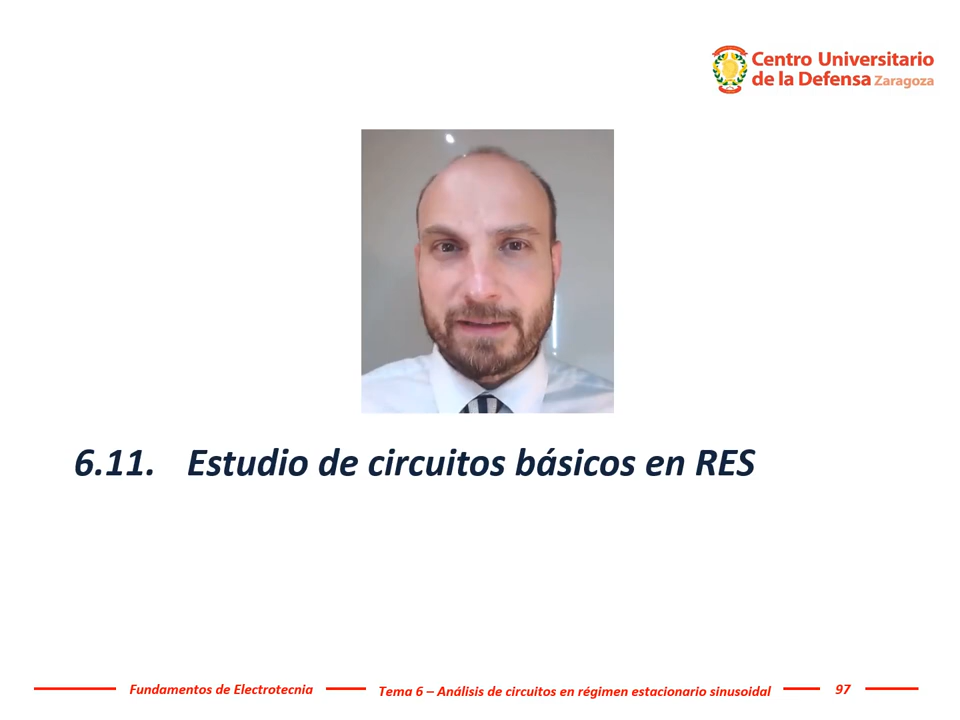 Centro Universitario
de la Defensa Zaragoza
6.11. Estudio de circuitos básicos en RES
Fundamentos de Electrotecnia
Tema 6 – Análisis de circuitos en régimen estacionario sinusoidal
97